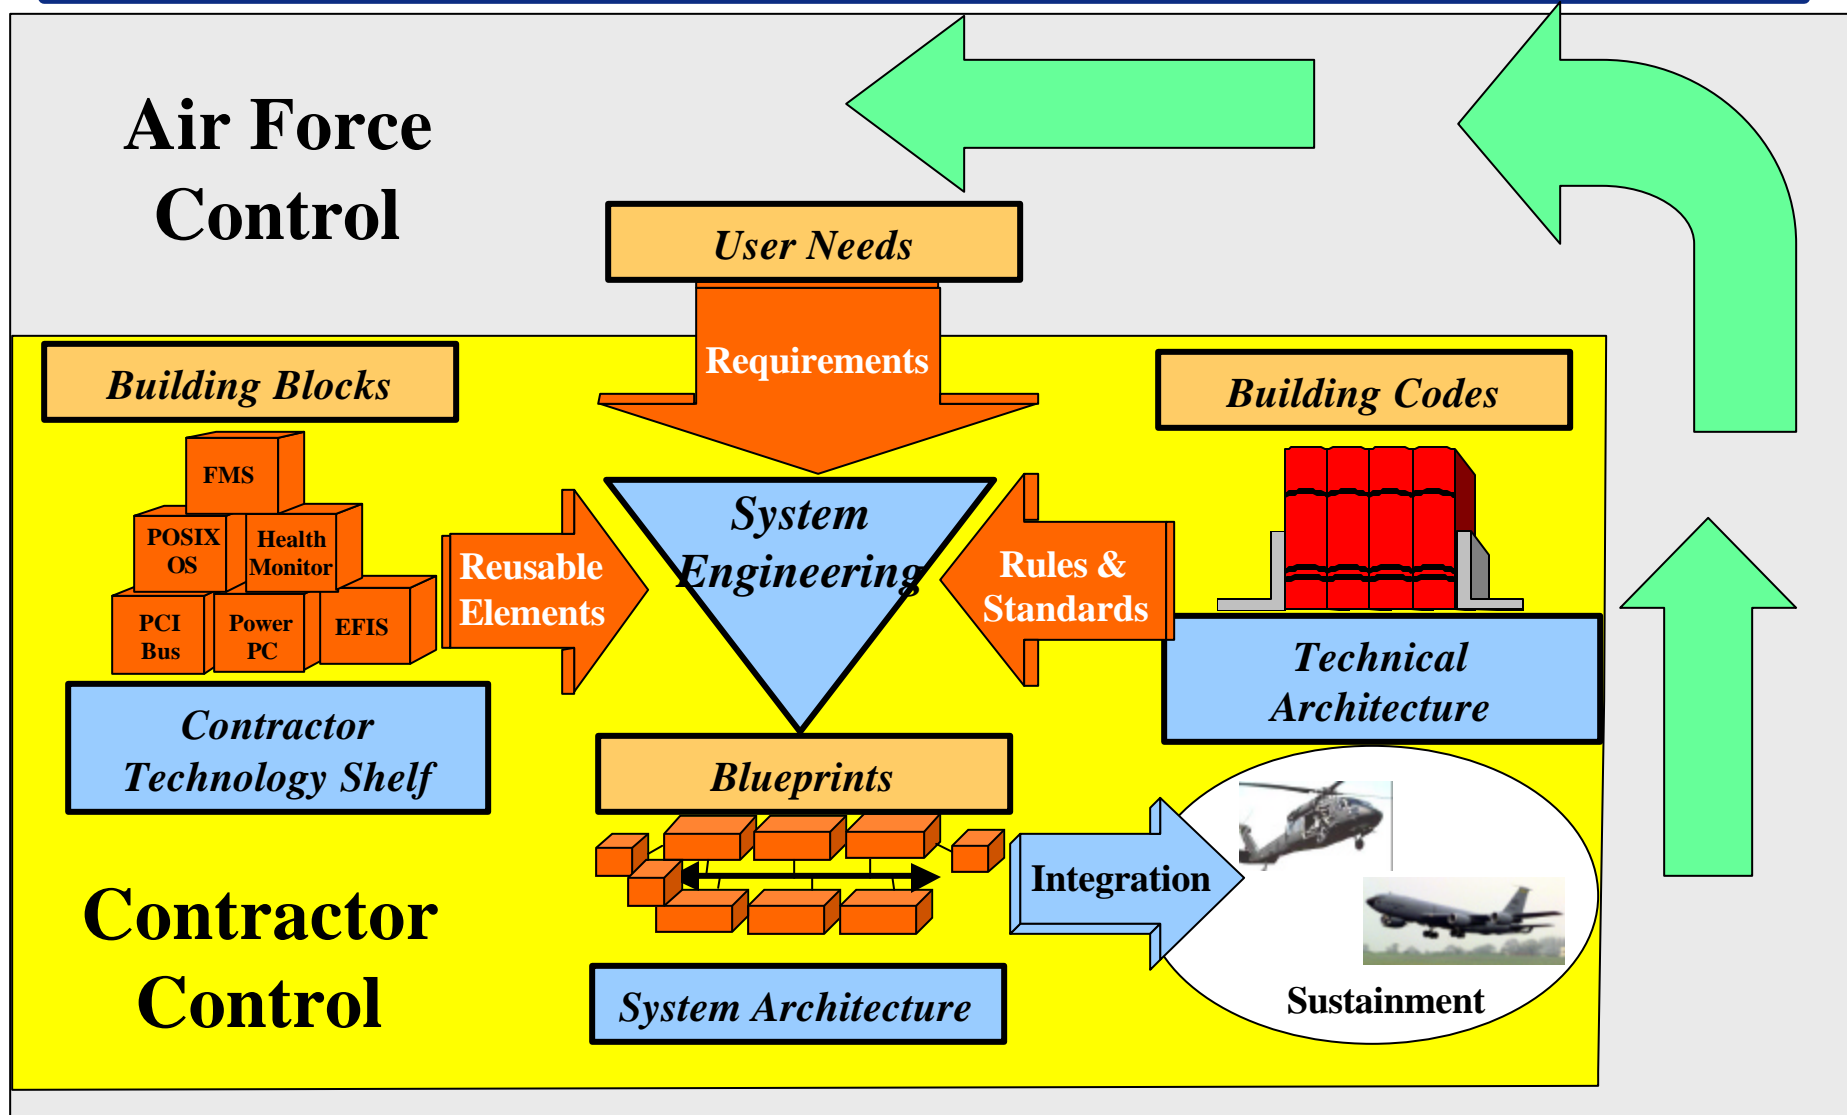 Air Force
Control
User Needs
Requirements
Building Blocks
Building Codes
FMS
POSIX
OS
Health
Monitor
PCI
Bus
Power
PC
EFIS
Reusable
Elements
System
Engineering
Rules &
Standards
Contractor
Technology Shelf
Technical
Architecture
Blueprints
Integration
Contractor
Control
System Architecture
Sustainment